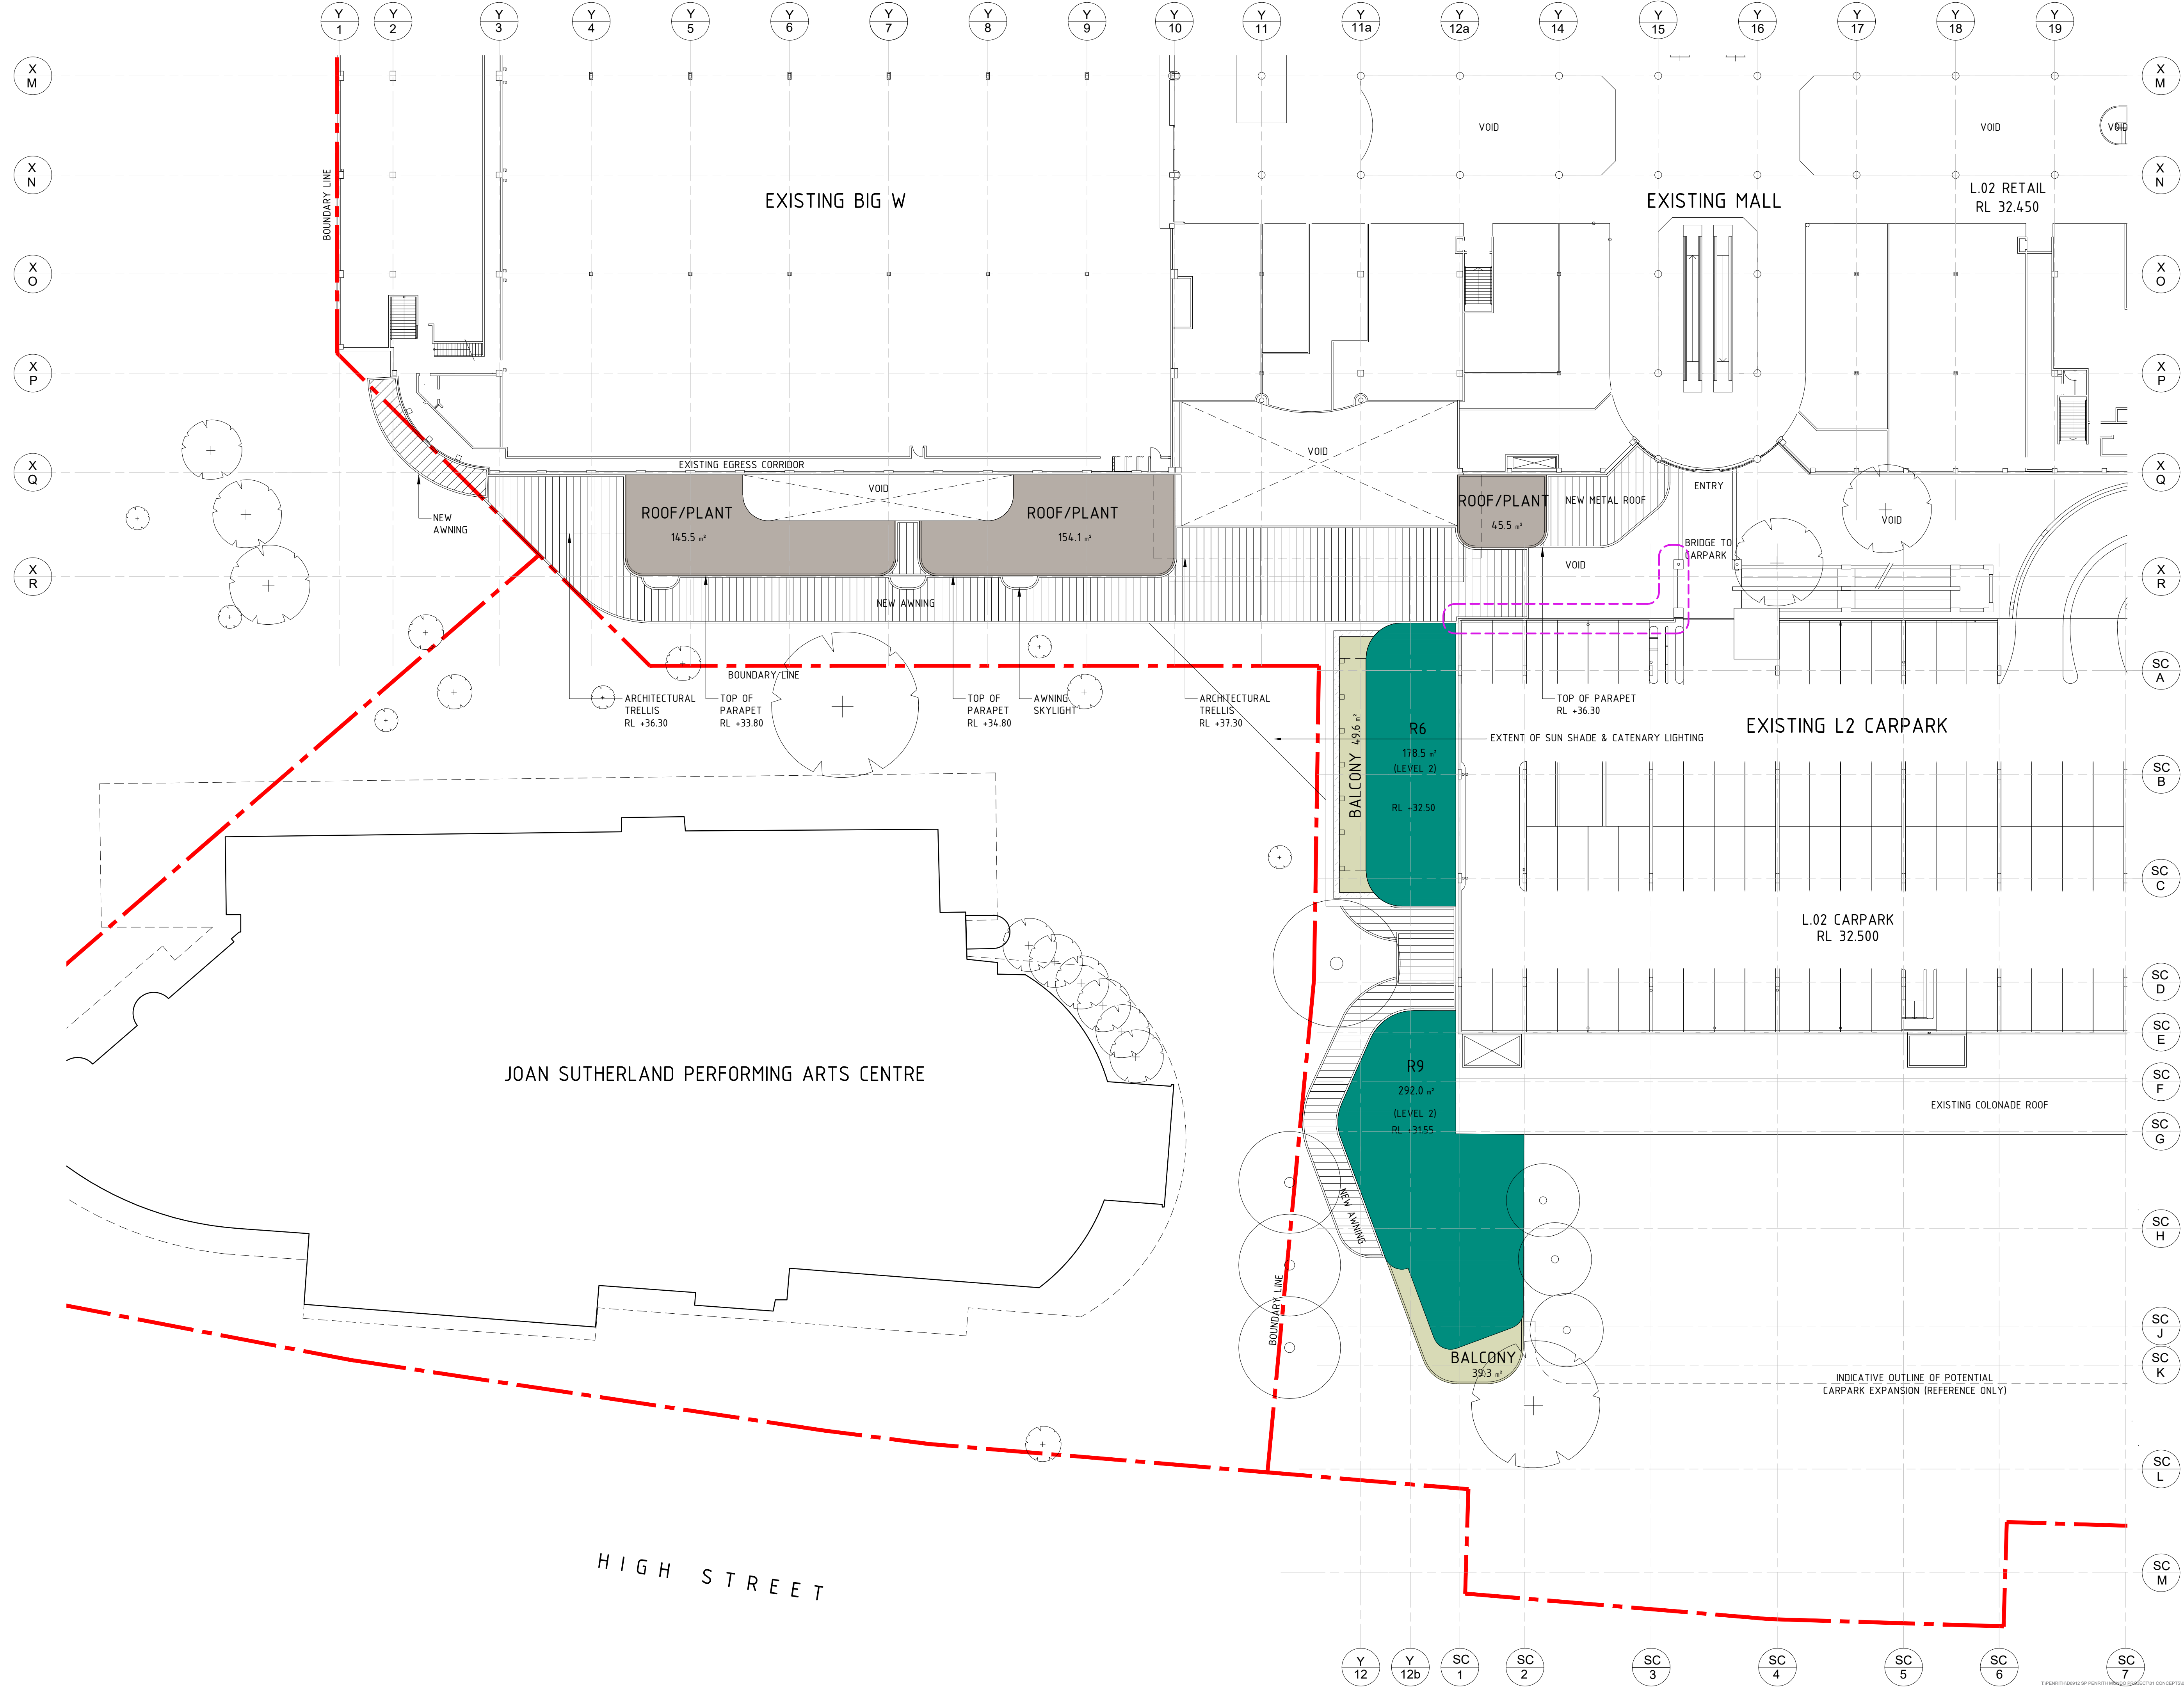 Y 1
Y 2
Y 3
Y 4
Y 5
Y 6
Y 7
Y 8
Y 9
Y 10
Y 11
Y 11a
Y 12a
Y 14
Y 15
Y 16
Y 17
Y 18
Y 19
X M
X M
VOID
VOID
VOID
X N
X N
BOUNDARY LINE
EXISTING BIG W
EXISTING MALL
L.02 RETAIL
RL 32.450
X O
X O
X P
X P
X Q
X Q
EXISTING EGRESS CORRIDOR
VOID
VOID
ENTRY
NEW
AWNING
ROOF/PLANT
145.5 m²
ROOF/PLANT
154.1 m²
ROOF/PLANT
45.5 m²
NEW METAL ROOF
VOID
BRIDGE TO
CARPARK
VOID
X R
X R
NEW AWNING
BOUNDARY LINE
SC A
ARCHITECTURAL
TRELLIS
RL +36.30
TOP OF
PARAPET
RL +33.80
TOP OF
PARAPET
RL +34.80
AWNING
SKYLIGHT
ARCHITECTURAL
TRELLIS
RL +37.30
TOP OF PARAPET
RL +36.30
BALCONY 49.6 m²
R6
178.5 m²
(LEVEL 2)
RL +32.50
EXTENT OF SUN SHADE & CATENARY LIGHTING
EXISTING L2 CARPARK
SC B
SC C
L.02 CARPARK
RL 32.500
SC D
SC E
JOAN SUTHERLAND PERFORMING ARTS CENTRE
R9
292.0 m²
(LEVEL 2)
RL +31.55
SC F
EXISTING COLONADE ROOF
SC G
NEW AWNING
SC H
BOUNDARY LINE
SC J
BALCONY
39.3 m²
SC K
INDICATIVE OUTLINE OF POTENTIAL
CARPARK EXPANSION (REFERENCE ONLY)
SC L
HIGH STREET
SC M
Y 12
Y 12b
SC 1
SC 2
SC 3
SC 4
SC 5
SC 6
SC 7